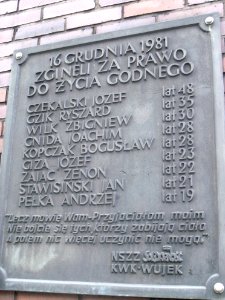 16 GRUDNIA 1981
ZGINĘLI ZA PRAWO
DO ŻYCIA GODNEGO
CZEKALSKI JÓZEF lat 48
GZIK RYSZARD lat 35
WILK ZBIGNIEW lat 30
GNIDA JOACHIM lat 28
KOPCZAK BOGUSŁAW lat 28
GIZA JÓZEF lat 23
ZAJĄC ZENON lat 22
STAWISIŃSKI JAN lat 21
PEŁKA ANDRZEJ lat 19
"Lecz mówię Wam-Przyjaciołom moim
Nie bójcie się tych którzy zabijają ciało
A potem nic więcej uczynić nie mogą."
NSZZ Solidarność
KWK-WUJEK